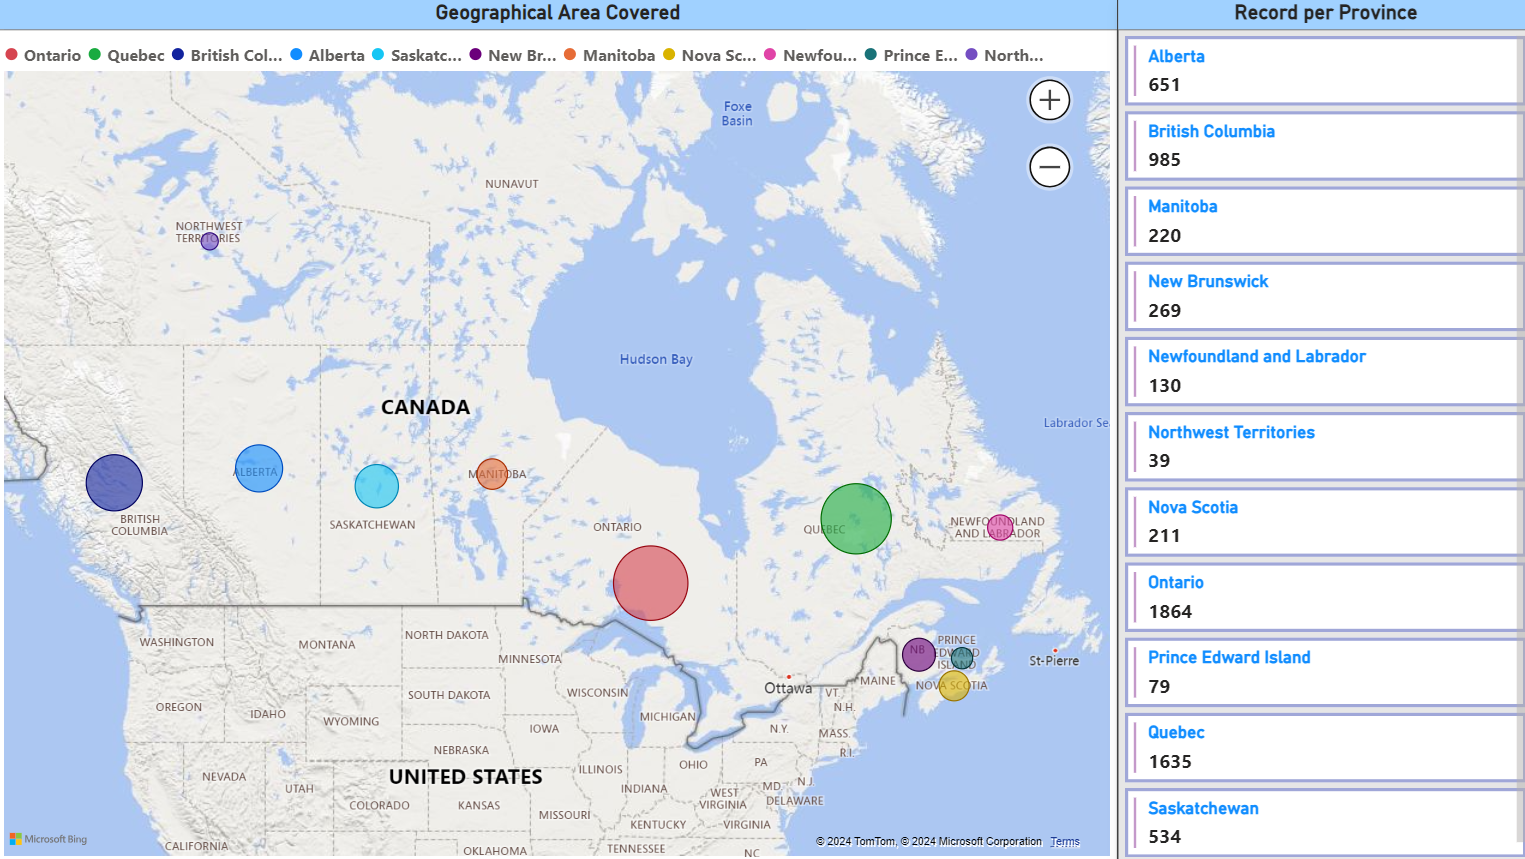 Geographical Area Covered
Record per Province
Ontario Quebec British Col... Alberta Saskatc... New Br... Manitoba Nova Sc... Newfou... Prince E... North...
Foxe
Basin
NUNAVUT
NORTHWEST
TERRITORIES
Hudson Bay
CANADA
Labrador Se
ALBERTA
MANITOBA
BRITISH
COLUMBIA
SASKATCHEWAN
ONTARIO
QUEBEC
NEWFOUNDLAND
AND LABRADOR
WASHINGTON
MONTANA
NORTH DAKOTA
MINNESOTA
NB
PRINCE
EDWARD
ISLAND
St-Pierre
Ottawa
MAINE
NOVA SCOTIA
OREGON
IDAHO
WYOMING
SOUTH DAKOTA
WISCONSIN
MICHIGAN
VT.
N.H.
IOWA
N.Y.
MASS.
R.I.
NEBRASKA
UNITED STATES
ILLINOIS
OHIO
PA
NEVADA
UTAH
COLORADO
KANSAS
MISSOURI
INDIANA
WEST
VIRGINIA
MD
N.J.
DELAWARE
KENTUCKY
VIRGINIA
CALIFORNIA
OKLAHOMA
TENNESSEE
NC
Microsoft Bing
© 2024 TomTom, © 2024 Microsoft Corporation Terms
Alberta
651
British Columbia
985
Manitoba
220
New Brunswick
269
Newfoundland and Labrador
130
Northwest Territories
39
Nova Scotia
211
Ontario
1864
Prince Edward Island
79
Quebec
1635
Saskatchewan
534